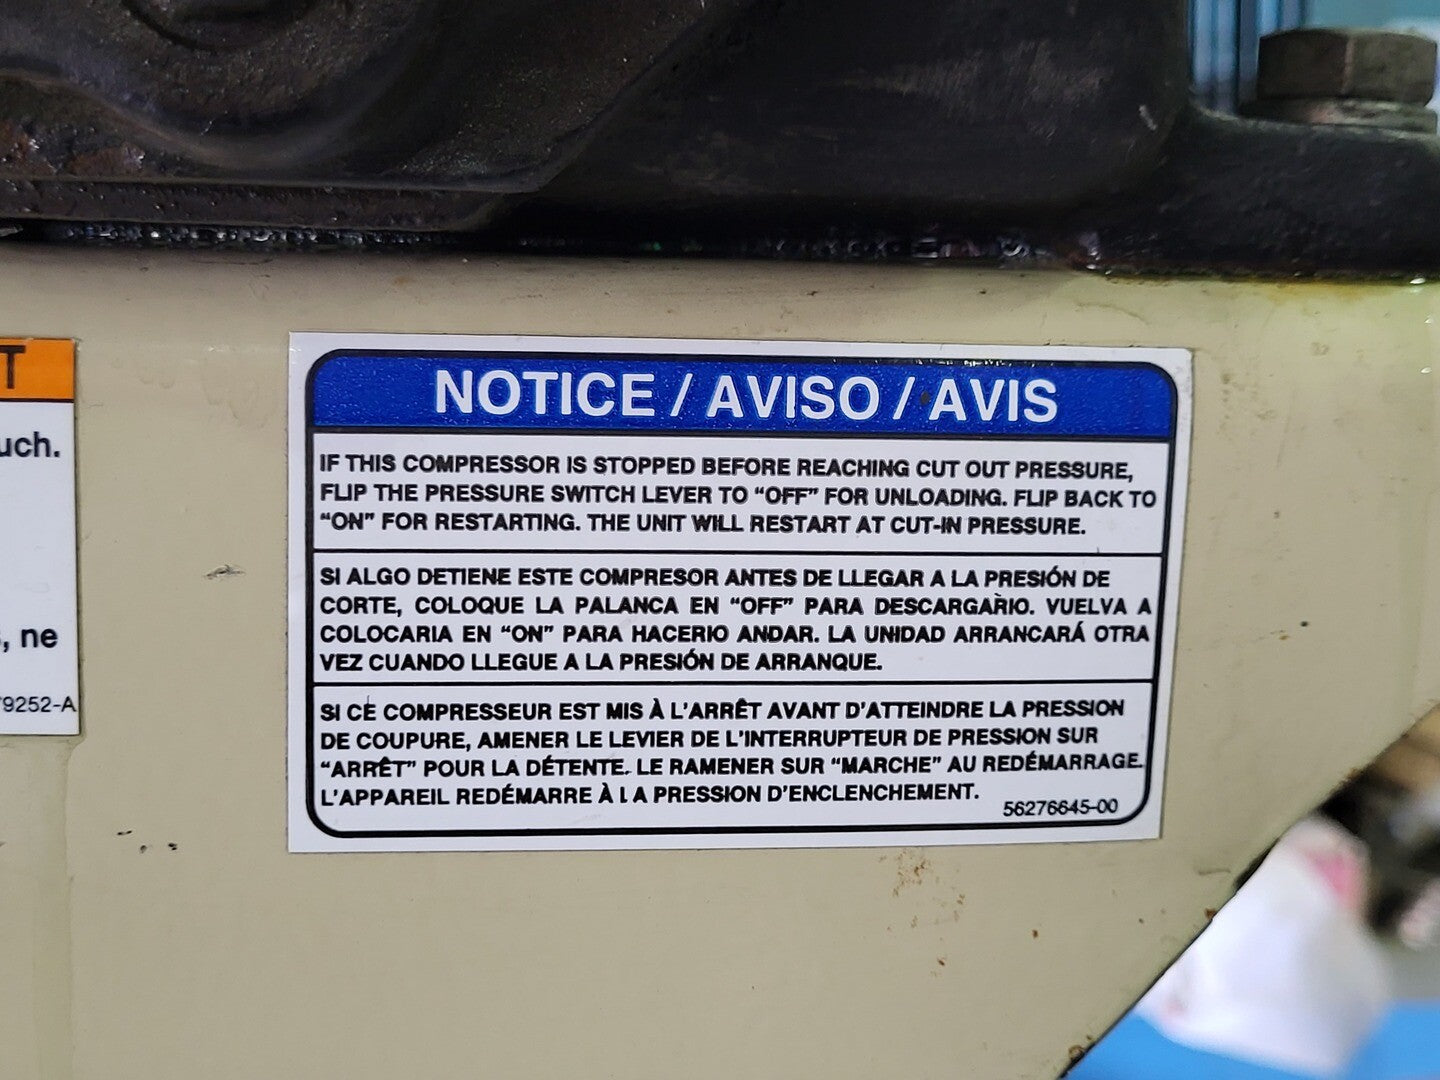 T
uch.
, ne
79252-A
NOTICE / AVISO / AVIS
IF THIS COMPRESSOR IS STOPPED BEFORE REACHING CUT OUT PRESSURE,
FLIP THE PRESSURE SWITCH LEVER TO “OFF” FOR UNLOADING. FLIP BACK TO
“ON” FOR RESTARTING. THE UNIT WILL RESTART AT CUT-IN PRESSURE.
SI ALGO DETIENE ESTE COMPRESOR ANTES DE LLEGAR A LA PRESIÓN DE
CORTE, COLOQUE LA PALANCA EN “OFF” PARA DESCARGARIO. VUELVA A
COLOCARIA EN “ON” PARA HACERIO ANDAR. LA UNIDAD ARRANCARÁ OTRA
VEZ CUANDO LLEGUE A LA PRESIÓN DE ARRANQUE.
SI CE COMPRESSEUR EST MIS À L'ARRÊT AVANT D'ATTEINDRE LA PRESSION
DE COUPURE, AMENER LE LEVIER DE L'INTERRUPTEUR DE PRESSION SUR
“ARRÊT” POUR LA DÉTENTE. LE RAMENER SUR “MARCHE” AU REDÉMARRAGE.
L'APPAREIL REDÉMARRE À LA PRESSION D'ENCLENCHEMENT.
56276645-00